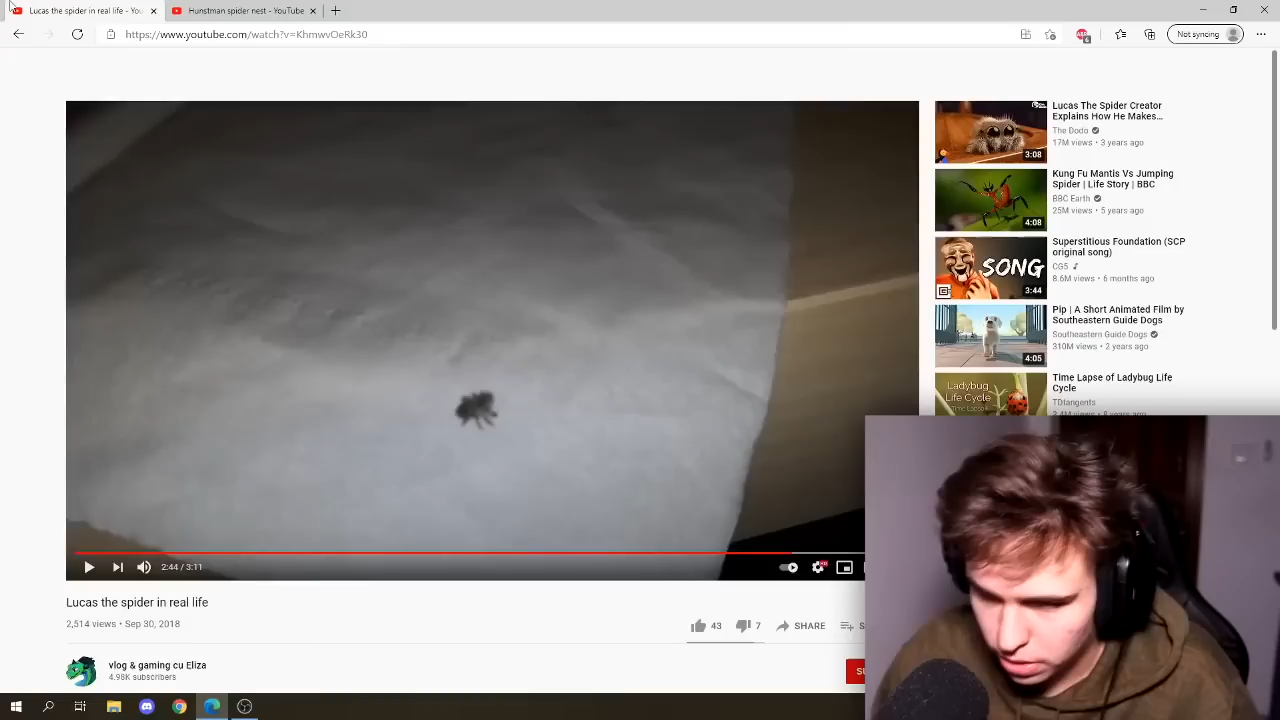 Lucas the spider in real life - You
Hunstman spider nest - YouTube
https://www.youtube.com/watch?v=KhmwvOeRk30
Not syncing
Lucas The Spider Creator
Explains How He Makes...
The Dodo
17M views • 3 years ago
3:08
Kung Fu Mantis Vs Jumping
Spider | Life Story | BBC
BBC Earth
25M views • 5 years ago
4:08
Superstitious Foundation (SCP
original song)
CG5
8.6M views • 6 months ago
SONG
3:44
Pip | A Short Animated Film by
Southeastern Guide Dogs
Southeastern Guide Dogs
310M views • 2 years ago
4:05
Time Lapse of Ladybug Life
Cycle
TDtangents
Ladybug
Life Cycle
Time Lapse
2:44 / 3:11
Lucas the spider in real life
2,514 views • Sep 30, 2018
43
7
SHARE
S
vlog & gaming cu Eliza
4.98K subscribers